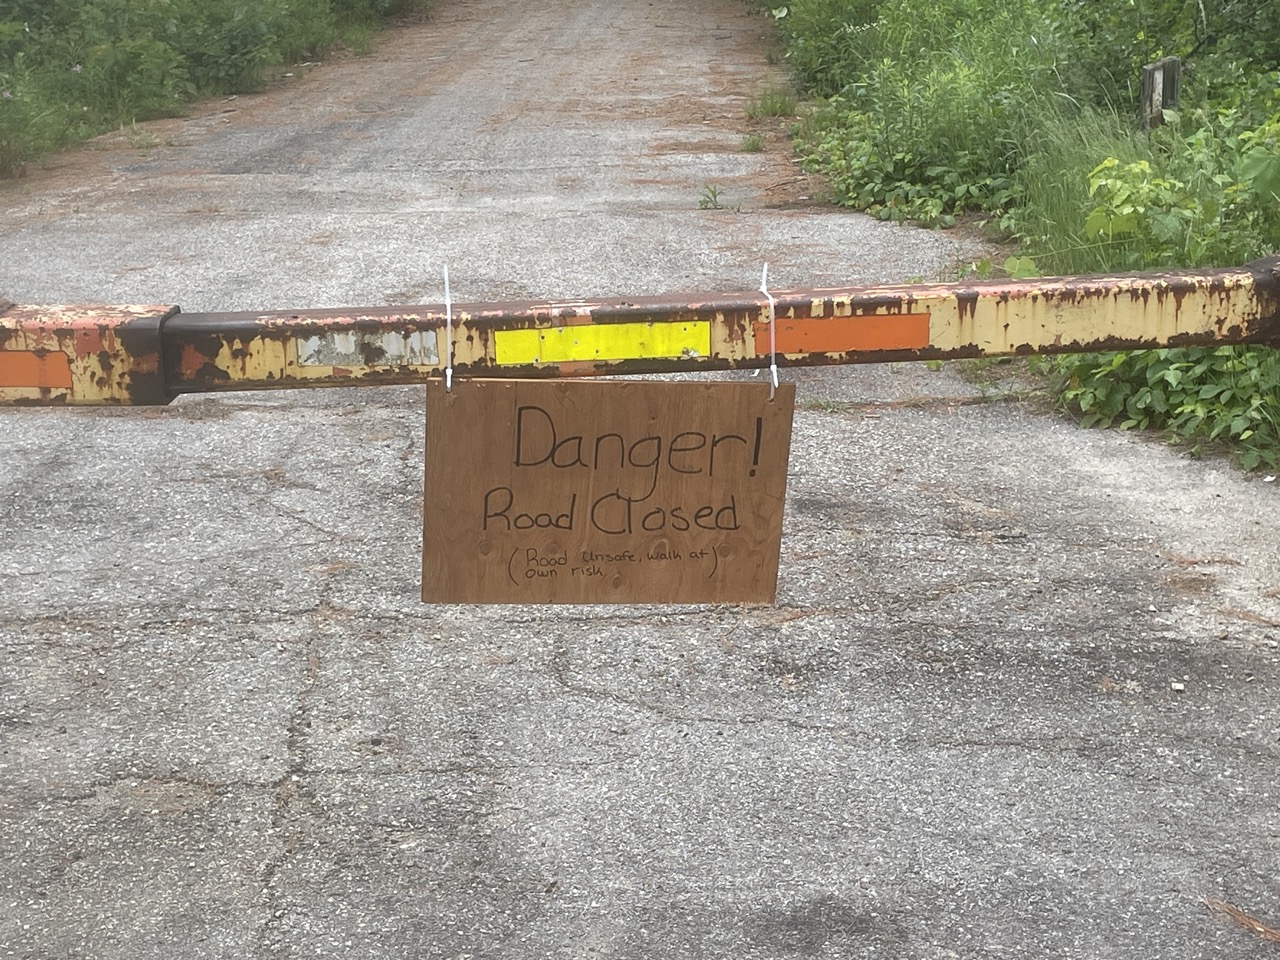 Danger!
Road Closed
(Road Unsafe, walk at)
own risk.